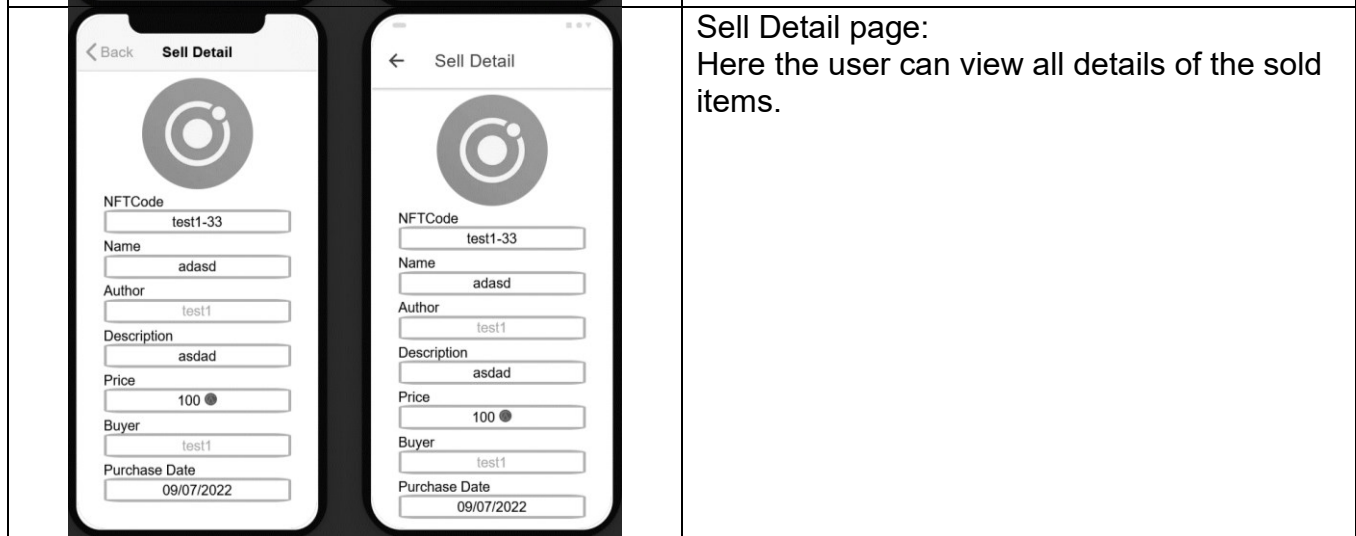 Back Sell Detail
NFTCode
test1-33
Name
adasd
Author
test1
Description
asdad
Price
100
Buyer
test1
Purchase Date
09/07/2022
Sell Detail
NFTCode
test1-33
Name
adasd
Author
test1
Description
asdad
Price
100
Buyer
test1
Purchase Date
09/07/2022
Sell Detail page:
Here the user can view all details of the sold
items.